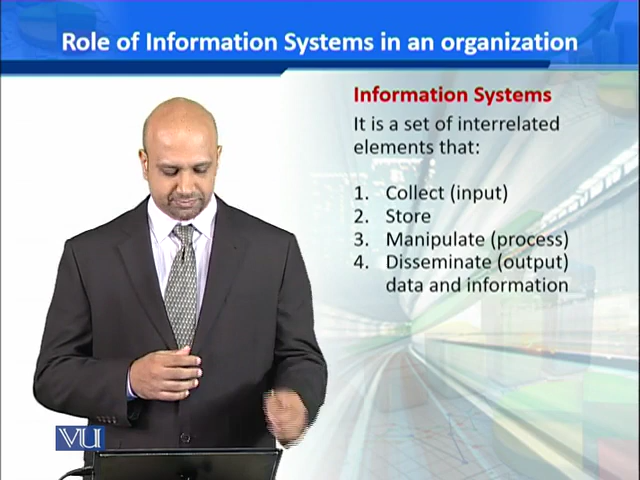 Role of Information Systems in an organization
Information Systems
It is a set of interrelated
elements that:
1. Collect (input)
2. Store
3. Manipulate (process)
4. Disseminate (output)
data and information
VU